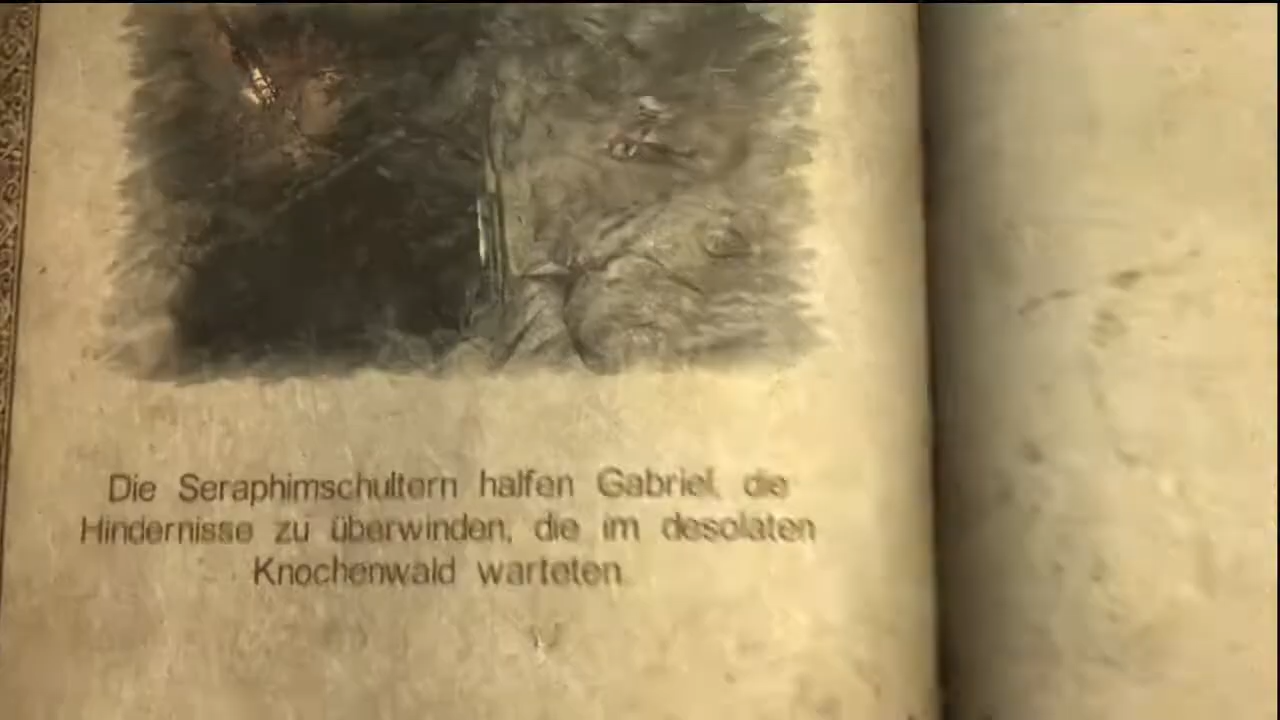 Die Seraphimschultern halfen Gabriel, die
Hindernisse zu überwinden, die im desolaten
Knochenwald warteten.